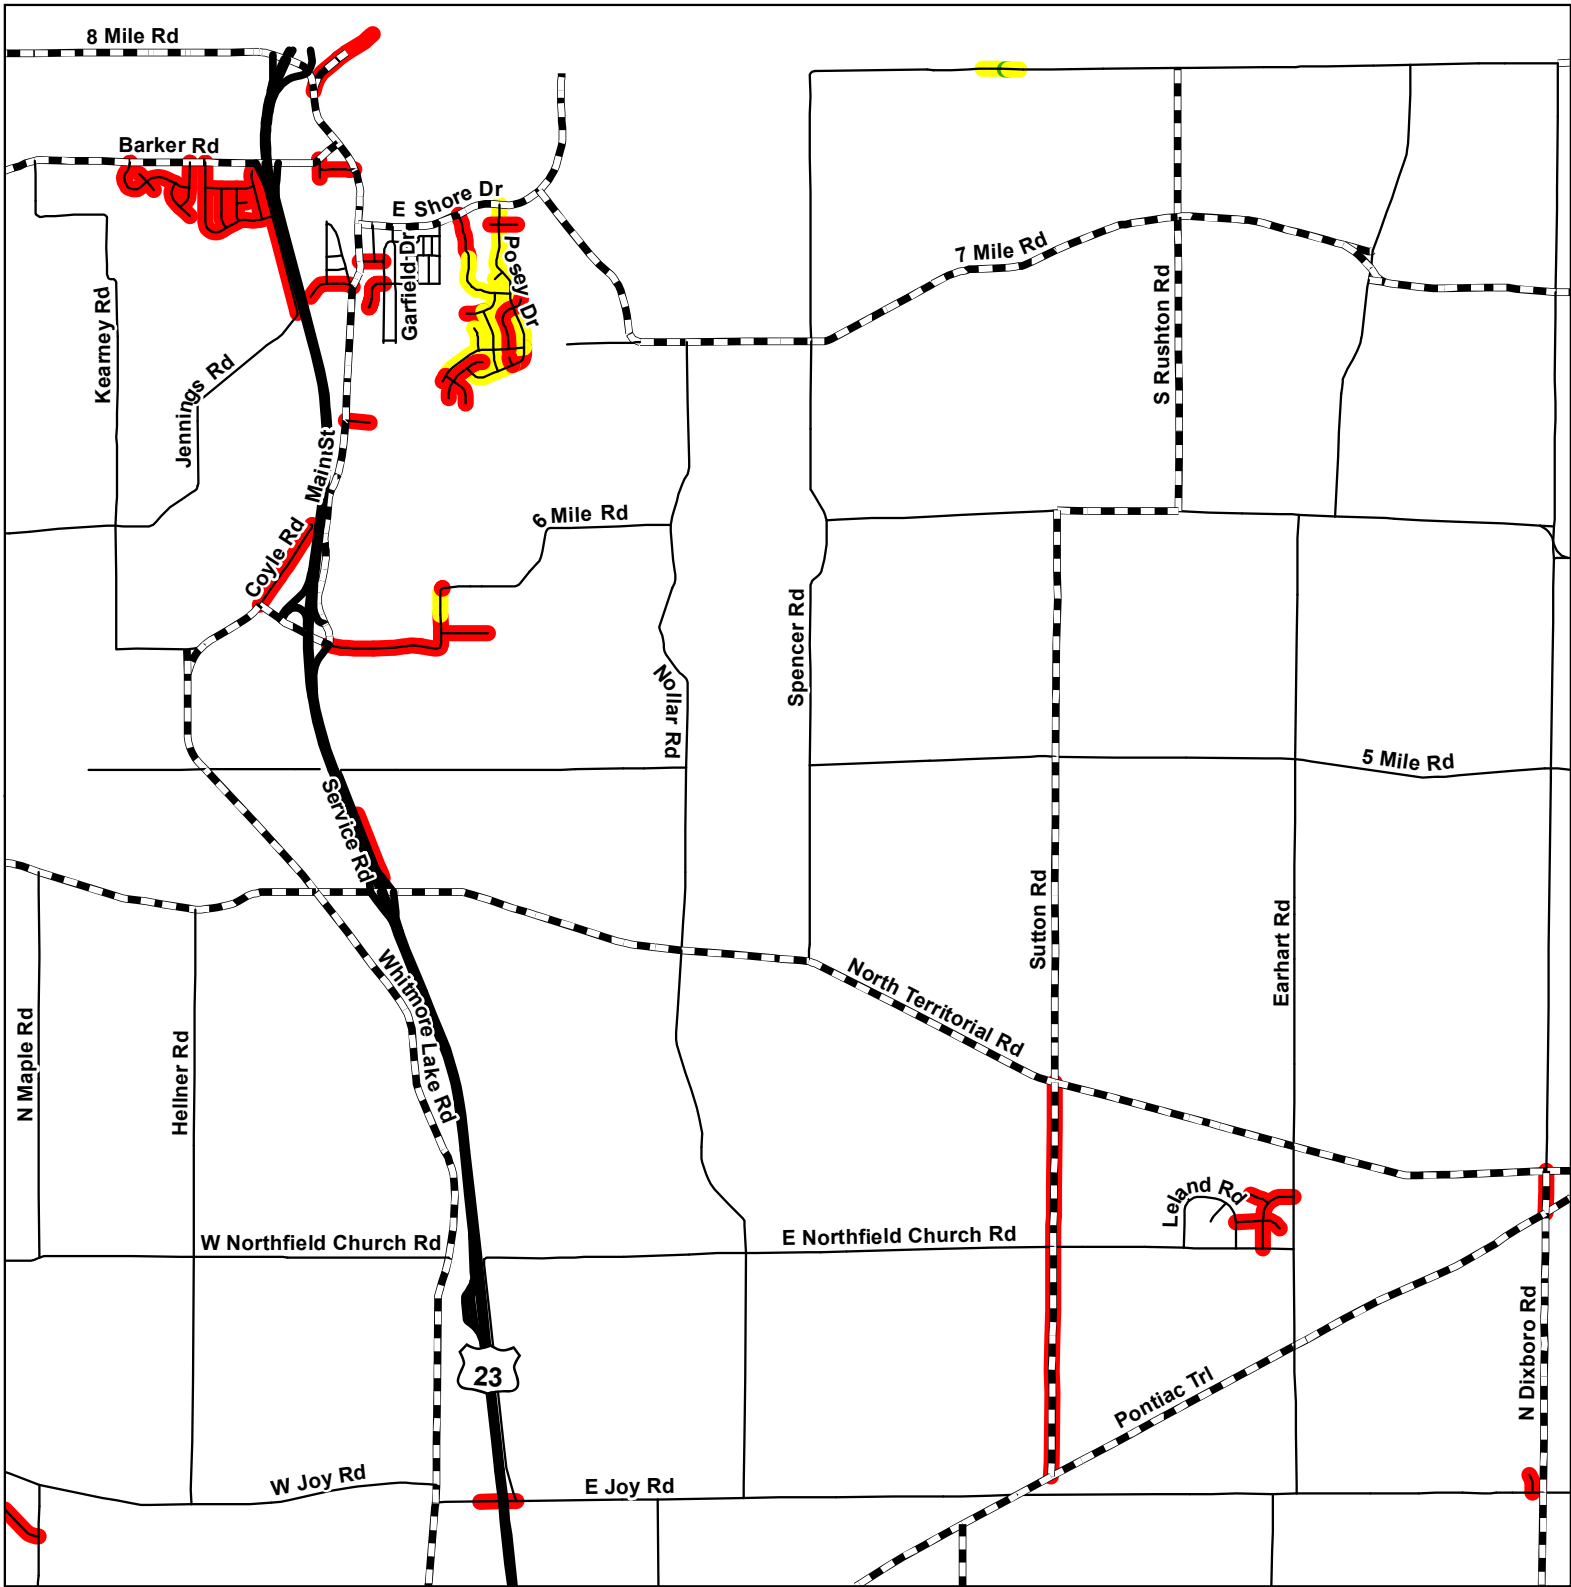 8 Mile Rd
Barker Rd
E Shore Dr
7 Mile Rd
Posey Dr
Garfield Dr
Kearney Rd
S Rushton Rd
Jennings Rd
Main St
6 Mile Rd
Coyle Rd
Spencer Rd
Nollar Rd
5 Mile Rd
Service Rd
Sutton Rd
Earhart Rd
North Territorial Rd
Whitmore Lake Rd
N Maple Rd
Hellner Rd
Leland Rd
W Northfield Church Rd
E Northfield Church Rd
N Dixboro Rd
23
Pontiac Trl
W Joy Rd
E Joy Rd